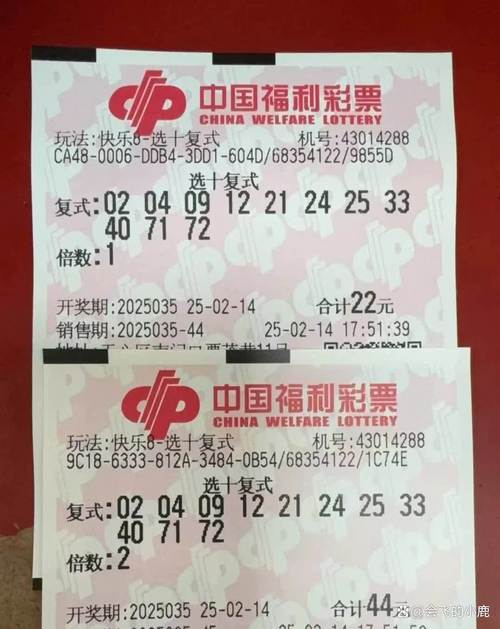 中国福利彩票
CHINA WELFARE LOTTERY
玩法:快乐8-选十复式 机号:43014288
CA48-0006-DDB4-3DD1-604D/68354122/9855D
选十复式
复式:02 04 09 12 21 24 25 33
40 71 72
倍数:1
开奖期:2025035 25-02-14 合计22元
销售期:2025035-44 25-02-14 17:51:39
中国福利彩票
CHINA WELFARE LOTTERY
玩法:快乐8-选十复式 机号:43014288
9C18-6333-812A-3484-0B54/68354122/1C74E
选十复式
复式:02 04 09 12 21 24 25 33
40 71 72
倍数:2
开奖期:2025035 25-02-14 合计44元
@会飞的小鹿